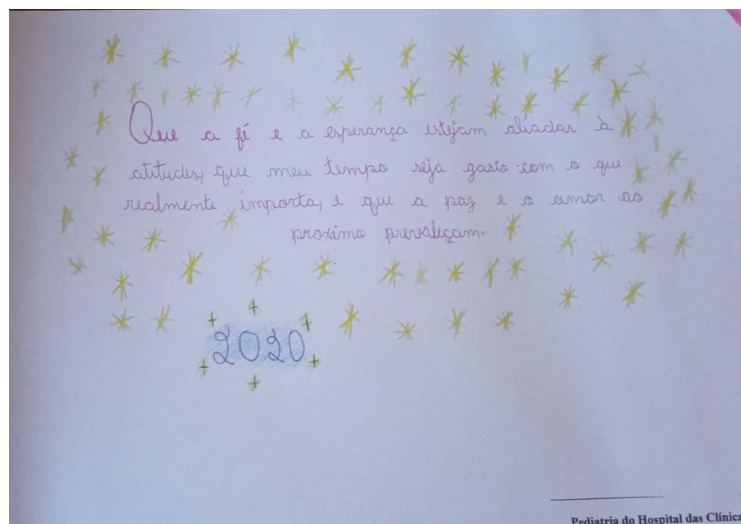 Que a fé e a esperança estejam aliadas à
atitudes, que meu tempo seja gasto com o que
realmente importa, e que a paz e o amor ao
proximo prevaleçam.
2020
Pediatria do Hospital das Clínica